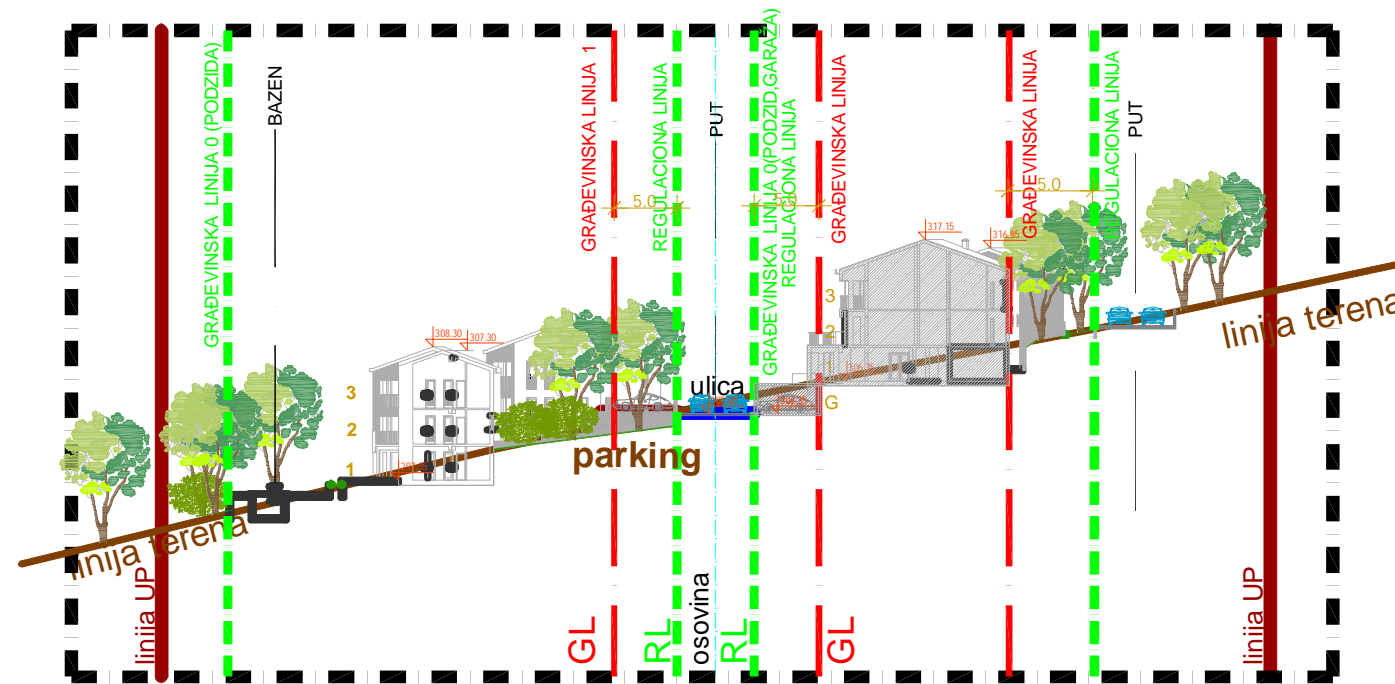 GRAĐEVINSKA LINIJA 0 (PODZIDA)
BAZEN
GRAĐEVINSKA LINIJA 1
REGULACIONA LINIJA
PUT
GRAĐEVINSKA LINIJA 0(PODZID,GARAŽA)
REGULACIONA LINIJA
GRAĐEVINSKA LINIJA
GRAĐEVINSKA LINIJA
REGULACIONA LINIJA
PUT
5.0
5.0
5.0
317.15
316.85
308.30
307.30
3
2
1
3
2
1
G
ulica
parking
linija terena
linija terena
linija UP
linija UP
GL
RL
osovina
RL
GL